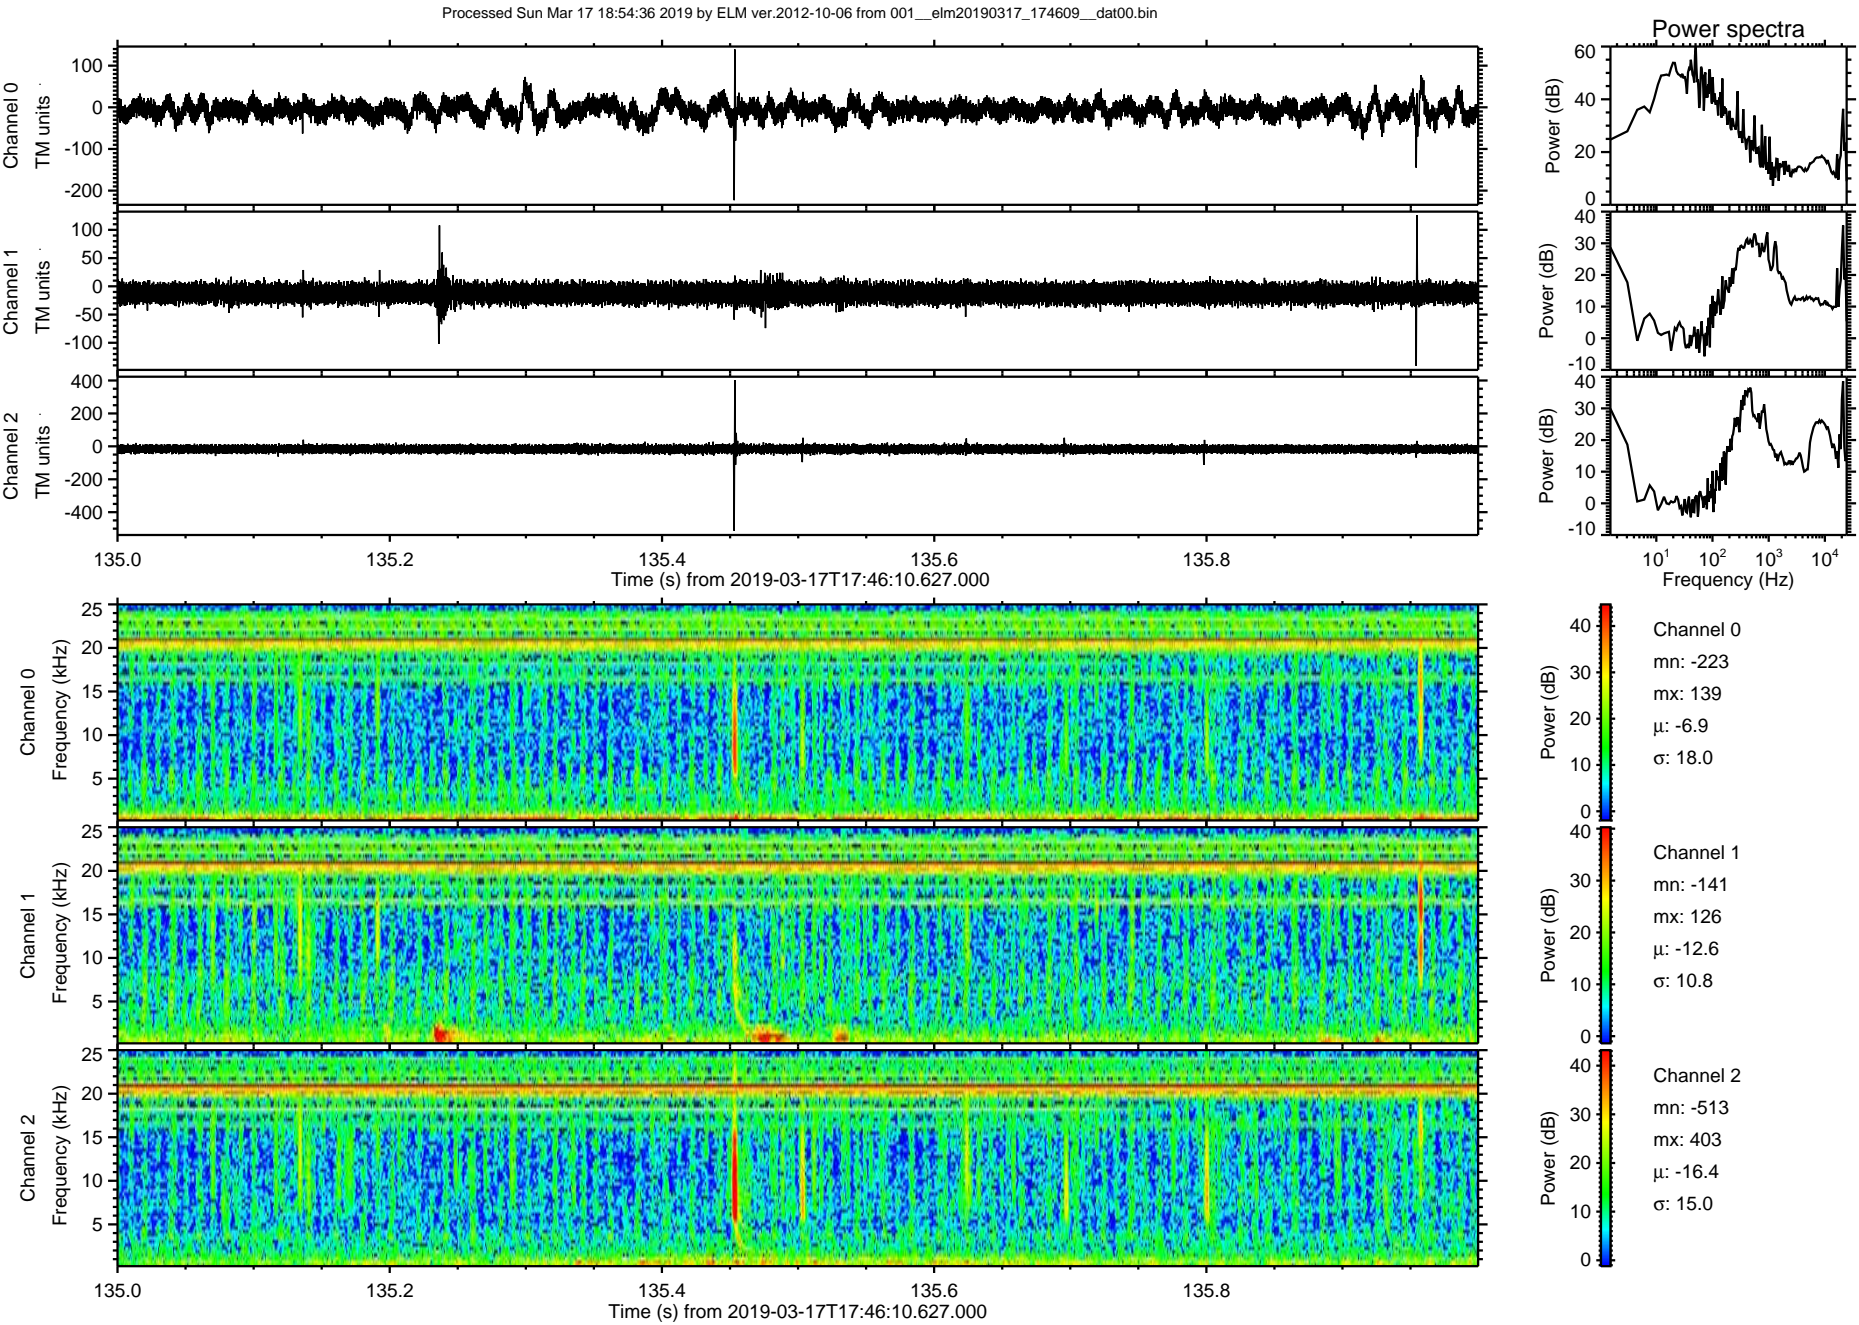 Processed Sun Mar 17 18:54:36 2019 by ELM ver.2012-10-06 from 001__elm20190317_174609__dat00.bin
Power spectra
Channel 0
TM units
100
0
-100
-200
Power (dB)
60
40
20
0
Channel 1
TM units
100
50
0
-50
-100
Power (dB)
40
30
20
10
0
-10
Channel 2
TM units
400
200
0
-200
-400
Power (dB)
40
30
20
10
0
-10
135.0 135.2 135.4 135.6 135.8
Time (s) from 2019-03-17T17:46:10.627.000
10^1 10^2 10^3 10^4
Frequency (Hz)
Channel 0
Frequency (kHz)
25
20
15
10
5
Power (dB)
40
30
20
10
0
Channel 0
mn: -223
mx: 139
μ: -6.9
σ: 18.0
Channel 1
Frequency (kHz)
25
20
15
10
5
Power (dB)
40
30
20
10
0
Channel 1
mn: -141
mx: 126
μ: -12.6
σ: 10.8
Channel 2
Frequency (kHz)
25
20
15
10
5
Power (dB)
40
30
20
10
0
Channel 2
mn: -513
mx: 403
μ: -16.4
σ: 15.0
135.0 135.2 135.4 135.6 135.8
Time (s) from 2019-03-17T17:46:10.627.000